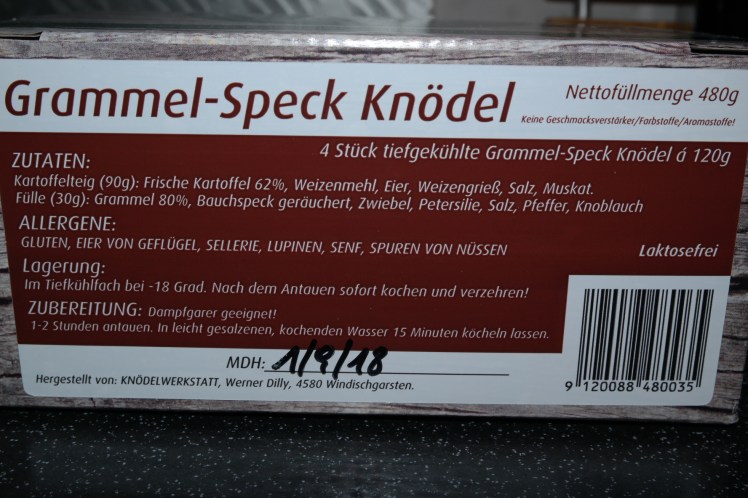 Grammel-Speck Knödel
Nettofüllmenge 480g
Keine Geschmacksverstärker/Farbstoffe/Aromastoffe!
4 Stück tiefgekühlte Grammel-Speck Knödel á 120g
ZUTATEN:
Kartoffelteig (90g): Frische Kartoffel 62%, Weizenmehl, Eier, Weizengrieß, Salz, Muskat.
Fülle (30g): Grammel 80%, Bauchspeck geräuchert, Zwiebel, Petersilie, Salz, Pfeffer, Knoblauch
ALLERGENE:
GLUTEN, EIER VON GEFLÜGEL, SELLERIE, LUPINEN, SENF, SPUREN VON NÜSSEN
Laktosefrei
Lagerung:
Im Tiefkühlfach bei -18 Grad. Nach dem Antauen sofort kochen und verzehren!
ZUBEREITUNG: Dampfgarer geeignet!
1-2 Stunden antauen. In leicht gesalzenen, kochenden Wasser 15 Minuten köcheln lassen.
MDH: 1/9/18
Hergestellt von: KNÖDELWERKSTATT, Werner Dilly, 4580 Windischgarsten.
9 120088 480035